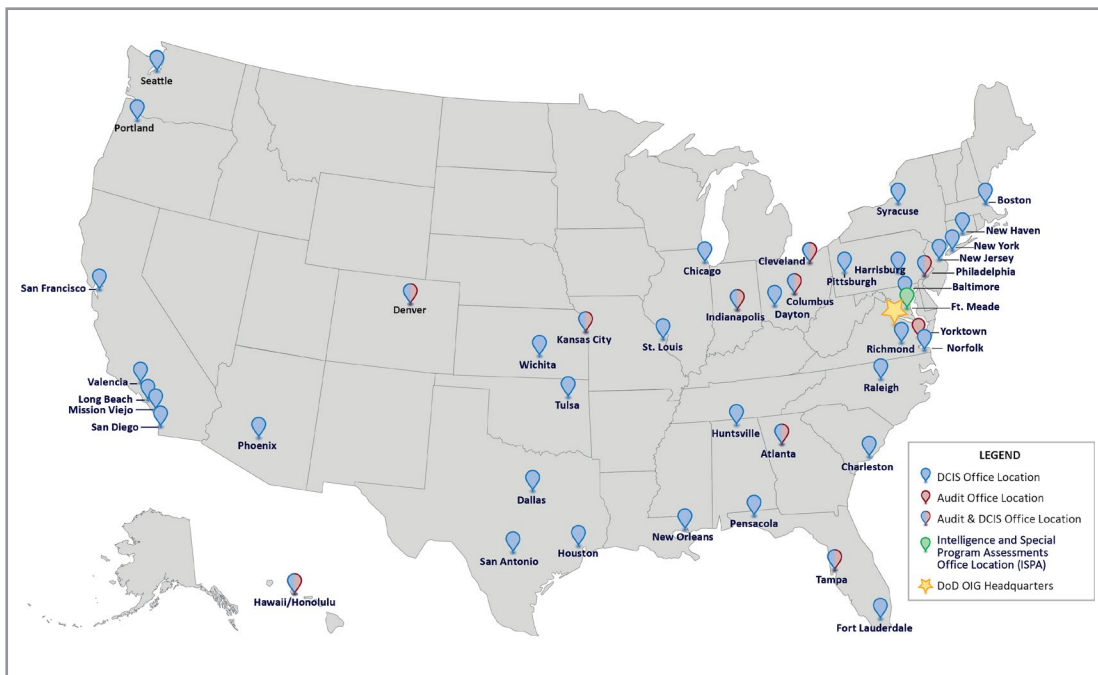 Seattle
Portland
San Francisco
Valencia
Long Beach
Mission Viejo
San Diego
Phoenix
Denver
Kansas City
Wichita
Tulsa
Dallas
San Antonio
Houston
New Orleans
St. Louis
Chicago
Indianapolis
Dayton
Columbus
Cleveland
Pittsburgh
Harrisburg
Syracuse
Boston
New Haven
New York
New Jersey
Philadelphia
Baltimore
Ft. Meade
Yorktown
Norfolk
Richmond
Raleigh
Charleston
Huntsville
Atlanta
Pensacola
Tampa
Fort Lauderdale
Hawaii/Honolulu
LEGEND
DCIS Office Location
Audit Office Location
Audit & DCIS Office Location
Intelligence and Special
Program Assessments
Office Location (ISPA)
DoD OIG Headquarters